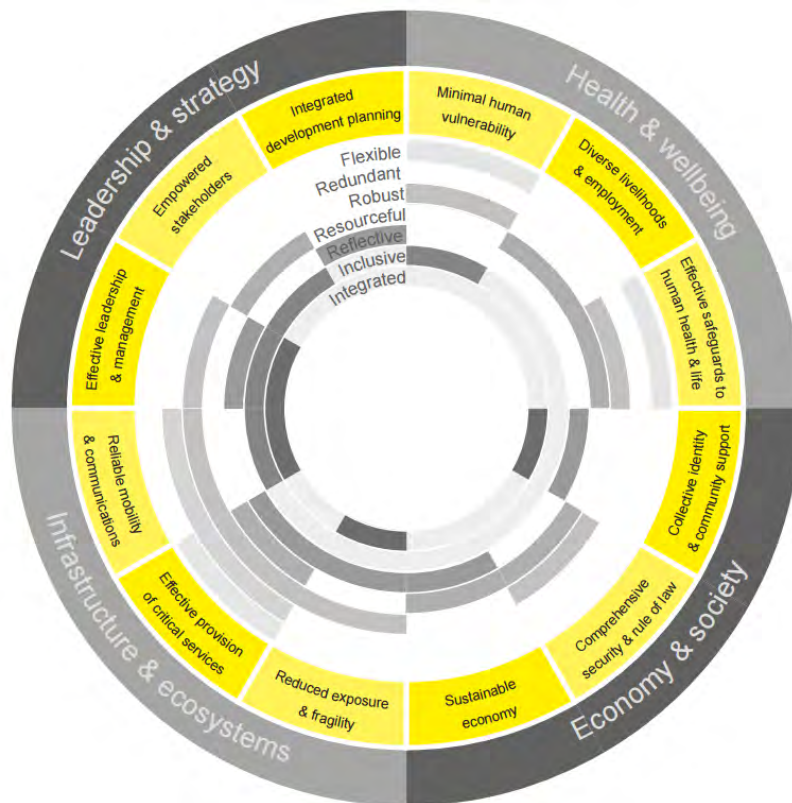 Leadership & strategy
Health & wellbeing
Economy & society
Infrastructure & ecosystems
Integrated
development planning
Minimal human
vulnerability
Diverse livelihoods
& employment
Effective safeguards to
human health & life
Collective identity
& community support
Comprehensive
security & rule of law
Sustainable
economy
Reduced exposure
& fragility
Effective provision
of critical services
Reliable mobility
& communications
Effective leadership
& management
Empowered
stakeholders
Flexible
Redundant
Robust
Resourceful
Reflective
Inclusive
Integrated